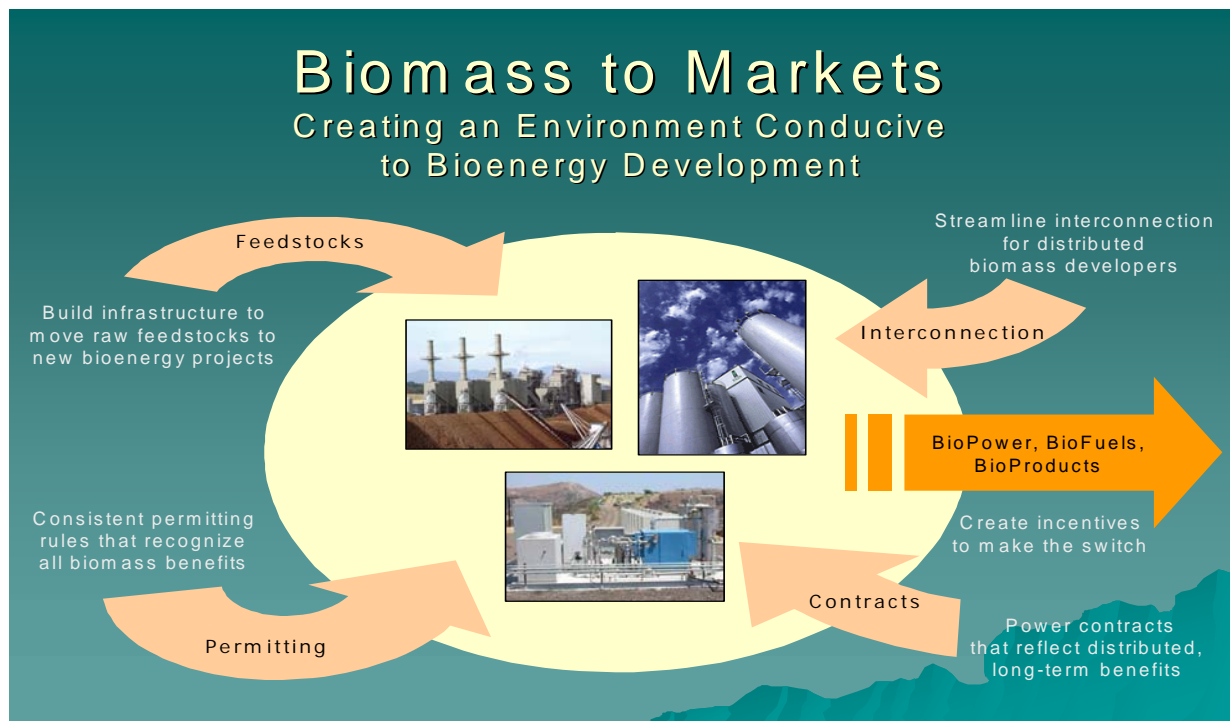 Biomass to Markets
Creating an Environment Conducive
to Bioenergy Development
Feedstocks
Build infrastructure to
move raw feedstocks to
new bioenergy projects
Streamline interconnection
for distributed
biomass developers
Interconnection
BioPower, BioFuels,
BioProducts
Create incentives
to make the switch
Consistent permitting
rules that recognize
all biomass benefits
Permitting
Contracts
Power contracts
that reflect distributed,
long-term benefits